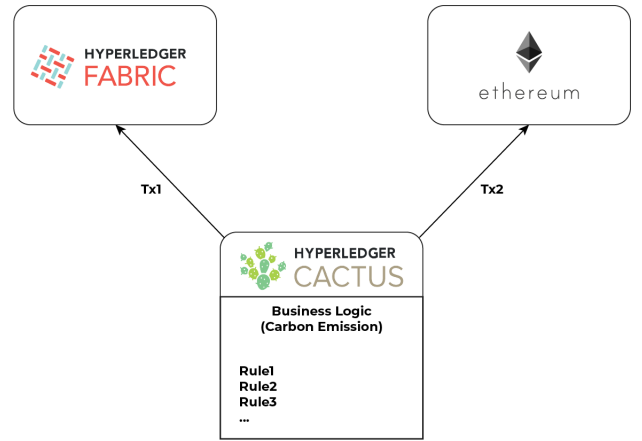 HYPERLEDGER
FABRIC
ethereum
Tx1
Tx2
HYPERLEDGER
CACTUS
Business Logic
(Carbon Emission)
Rule1
Rule2
Rule3
...